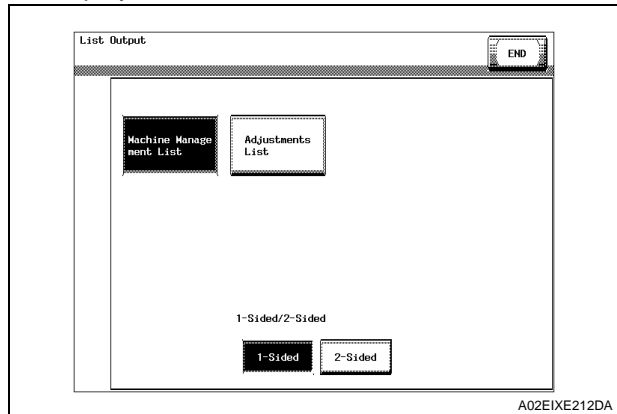 List Output
END
Machine Manage
ment List
Adjustments
List
1-Sided/2-Sided
1-Sided
2-Sided
A02EIXE212DA